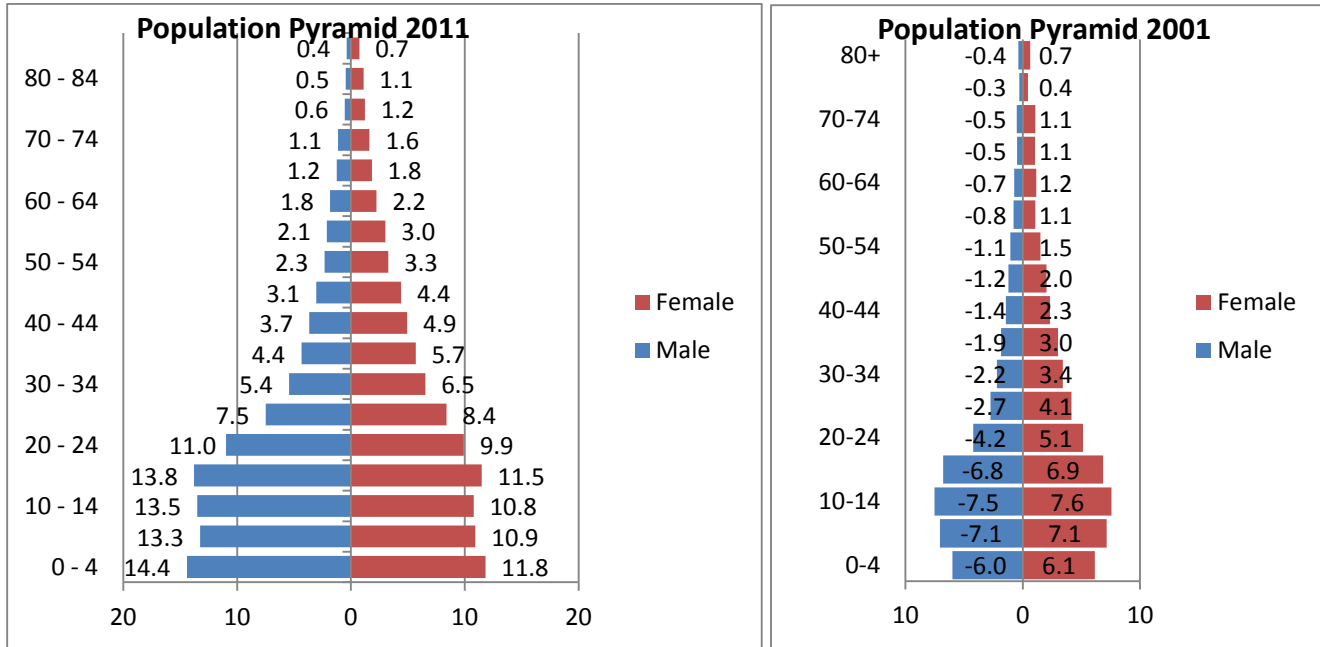 Population Pyramid 2011
0.4 0.7
80 - 84 0.5 1.1
0.6 1.2
70 - 74 1.1 1.6
1.2 1.8
60 - 64 1.8 2.2
2.1 3.0
50 - 54 2.3 3.3
3.1 4.4
40 - 44 3.7 4.9
4.4 5.7
30 - 34 5.4 6.5
7.5 8.4
20 - 24 11.0 9.9
13.8 11.5
10 - 14 13.5 10.8
13.3 10.9
0 - 4 14.4 11.8
20 10 0 10 20
Female
Male
Population Pyramid 2001
80+ -0.4 0.7
-0.3 0.4
70-74 -0.5 1.1
-0.5 1.1
60-64 -0.7 1.2
-0.8 1.1
50-54 -1.1 1.5
-1.2 2.0
40-44 -1.4 2.3
-1.9 3.0
30-34 -2.2 3.4
-2.7 4.1
20-24 -4.2 5.1
-6.8 6.9
10-14 -7.5 7.6
-7.1 7.1
0-4 -6.0 6.1
10 0 10
Female
Male